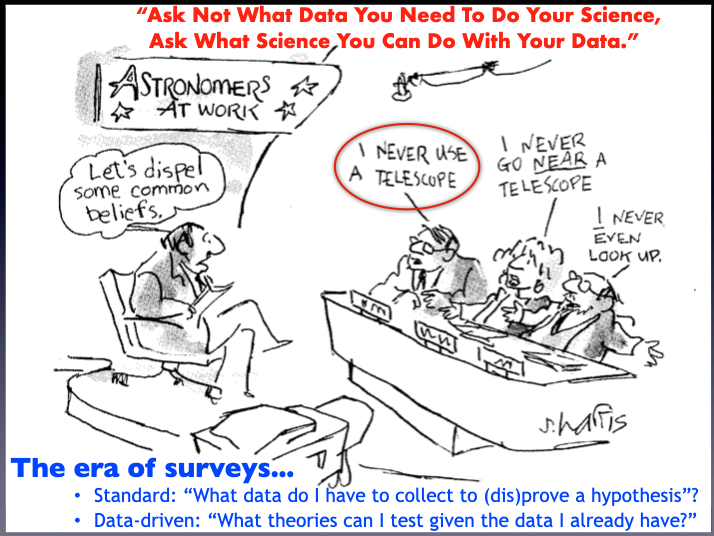 “Ask Not What Data You Need To Do Your Science,
Ask What Science You Can Do With Your Data.”
ASTRONOMERS
AT WORK
Let's dispel
some common
beliefs.
I NEVER USE
A TELESCOPE
I NEVER
GO NEAR A
TELESCOPE
I NEVER
EVEN
LOOK UP.
S. Harris
The era of surveys...
• Standard: “What data do I have to collect to (dis)prove a hypothesis”?
• Data-driven: “What theories can I test given the data I already have?”